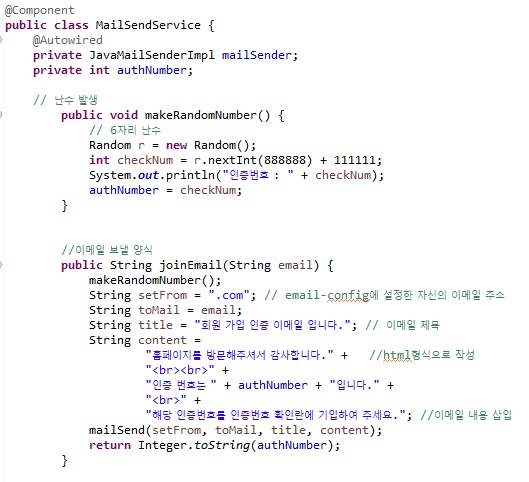 @Component
public class MailSendService {
@Autowired
private JavaMailSenderImpl mailSender;
private int authNumber;
// 난수 발생
public void makeRandomNumber() {
// 6자리 난수
Random r = new Random();
int checkNum = r.nextInt(888888) + 111111;
System.out.println("인증번호 : " + checkNum);
authNumber = checkNum;
}
//이메일 보낼 양식
public String joinEmail(String email) {
makeRandomNumber();
String setFrom = ".com"; // email-config에 설정한 자신의 이메일 주소
String toMail = email;
String title = "회원 가입 인증 이메일 입니다."; // 이메일 제목
String content =
"홈페이지를 방문해주셔서 감사합니다." + //html형식으로 작성
"<br><br>" +
"인증 번호는 " + authNumber + "입니다." +
"<br>" +
"해당 인증번호를 인증번호 확인란에 기입하여 주세요."; //이메일 내용 삽입
mailSend(setFrom, toMail, title, content);
return Integer.toString(authNumber);
}